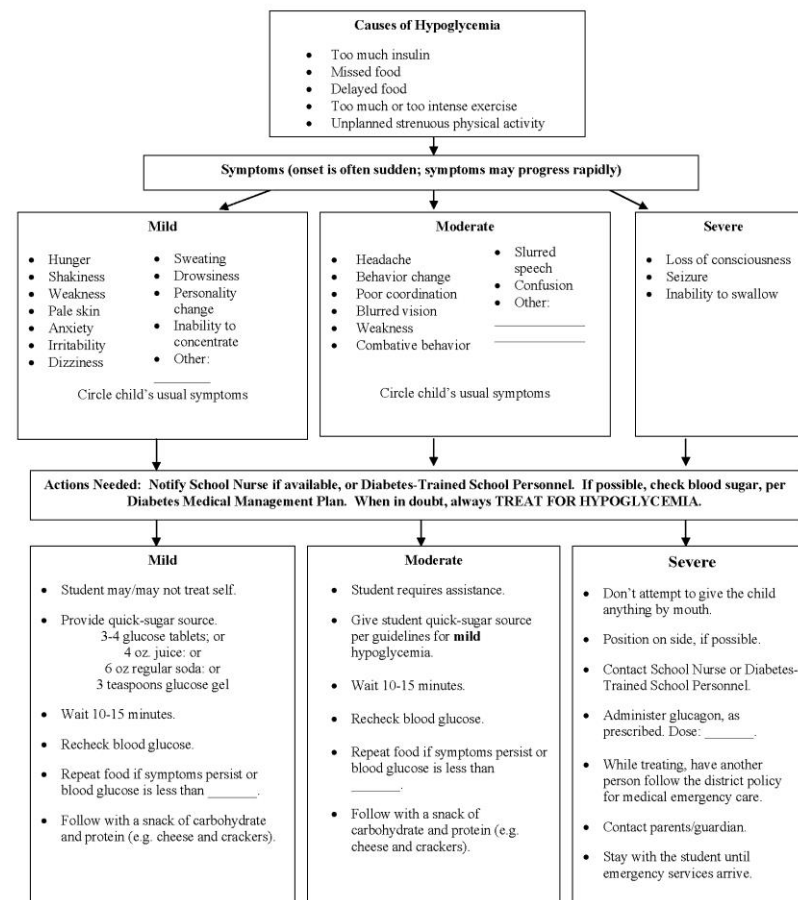 Causes of Hypoglycemia
• Too much insulin
• Missed food
• Delayed food
• Too much or too intense exercise
• Unplanned strenuous physical activity
Symptoms (onset is often sudden; symptoms may progress rapidly)
Mild
• Hunger
• Shakiness
• Weakness
• Pale skin
• Anxiety
• Irritability
• Dizziness
• Sweating
• Drowsiness
• Personality
change
• Inability to
concentrate
• Other:
________
Circle child's usual symptoms
Moderate
• Headache
• Behavior change
• Poor coordination
• Blurred vision
• Weakness
• Combative behavior
• Slurred
speech
• Confusion
• Other:
____________
____________
Circle child's usual symptoms
Severe
• Loss of consciousness
• Seizure
• Inability to swallow
Actions Needed: Notify School Nurse if available, or Diabetes-Trained School Personnel. If possible, check blood sugar, per
Diabetes Medical Management Plan. When in doubt, always TREAT FOR HYPOGLYCEMIA.
Mild
• Student may/may not treat self.
• Provide quick-sugar source.
3-4 glucose tablets; or
4 oz. juice: or
6 oz regular soda: or
3 teaspoons glucose gel
• Wait 10-15 minutes.
• Recheck blood glucose.
• Repeat food if symptoms persist or
blood glucose is less than _______.
• Follow with a snack of
carbohydrate and protein (e.g.
cheese and crackers).
Moderate
• Student requires assistance.
• Give student quick-sugar source
per guidelines for mild
hypoglycemia.
• Wait 10-15 minutes.
• Recheck blood glucose.
• Repeat food if symptoms persist or
blood glucose is less than
_______.
• Follow with a snack of
carbohydrate and protein (e.g.
cheese and crackers).
Severe
• Don't attempt to give the child
anything by mouth.
• Position on side, if possible.
• Contact School Nurse or Diabetes-
Trained School Personnel.
• Administer glucagon, as
prescribed. Dose: _______.
• While treating, have another
person follow the district policy
for medical emergency care.
• Contact parents/guardian.
• Stay with the student until
emergency services arrive.